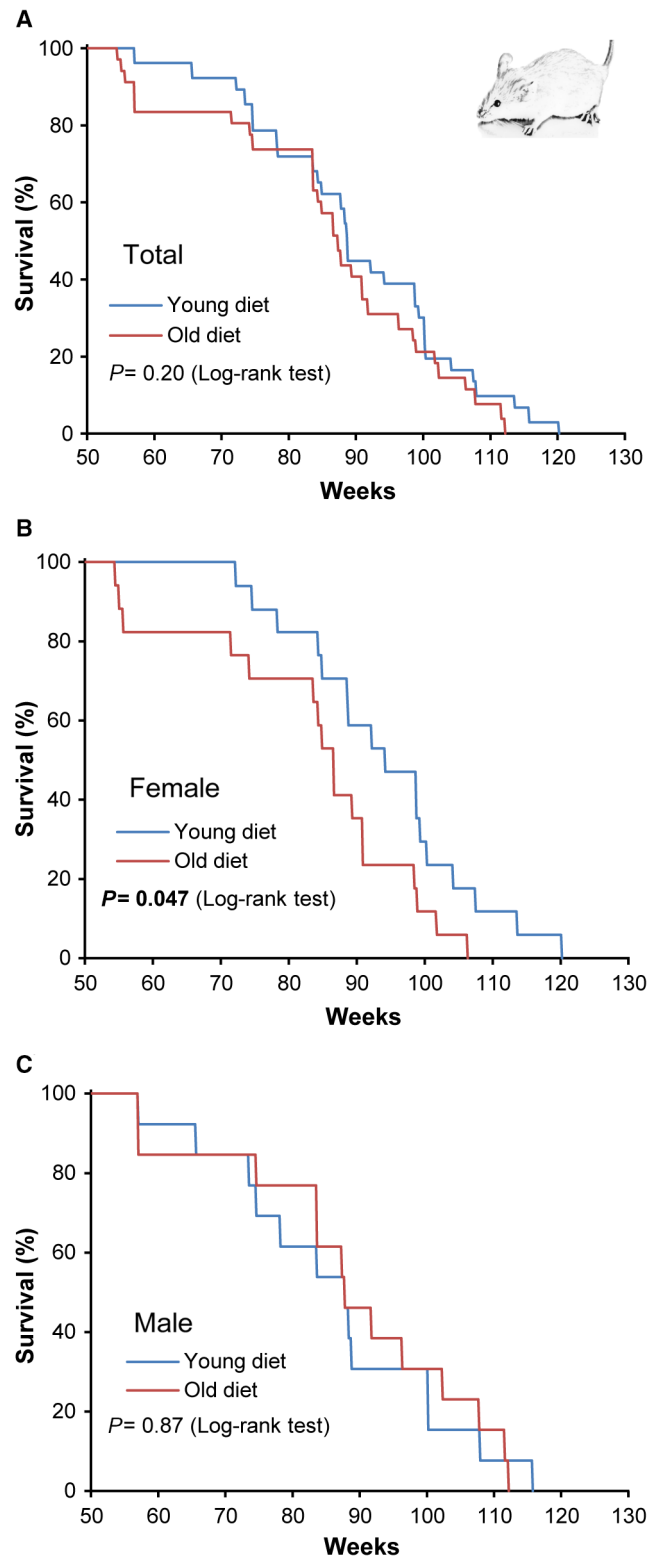 A
100
80
60
40
20
0
Survival (%)
Total
Young diet
Old diet
P= 0.20 (Log-rank test)
50 60 70 80 90 100 110 120 130
Weeks
B
100
80
60
40
20
0
Survival (%)
Female
Young diet
Old diet
P= 0.047 (Log-rank test)
50 60 70 80 90 100 110 120 130
Weeks
C
100
80
60
40
20
0
Survival (%)
Male
Young diet
Old diet
P= 0.87 (Log-rank test)
50 60 70 80 90 100 110 120 130
Weeks